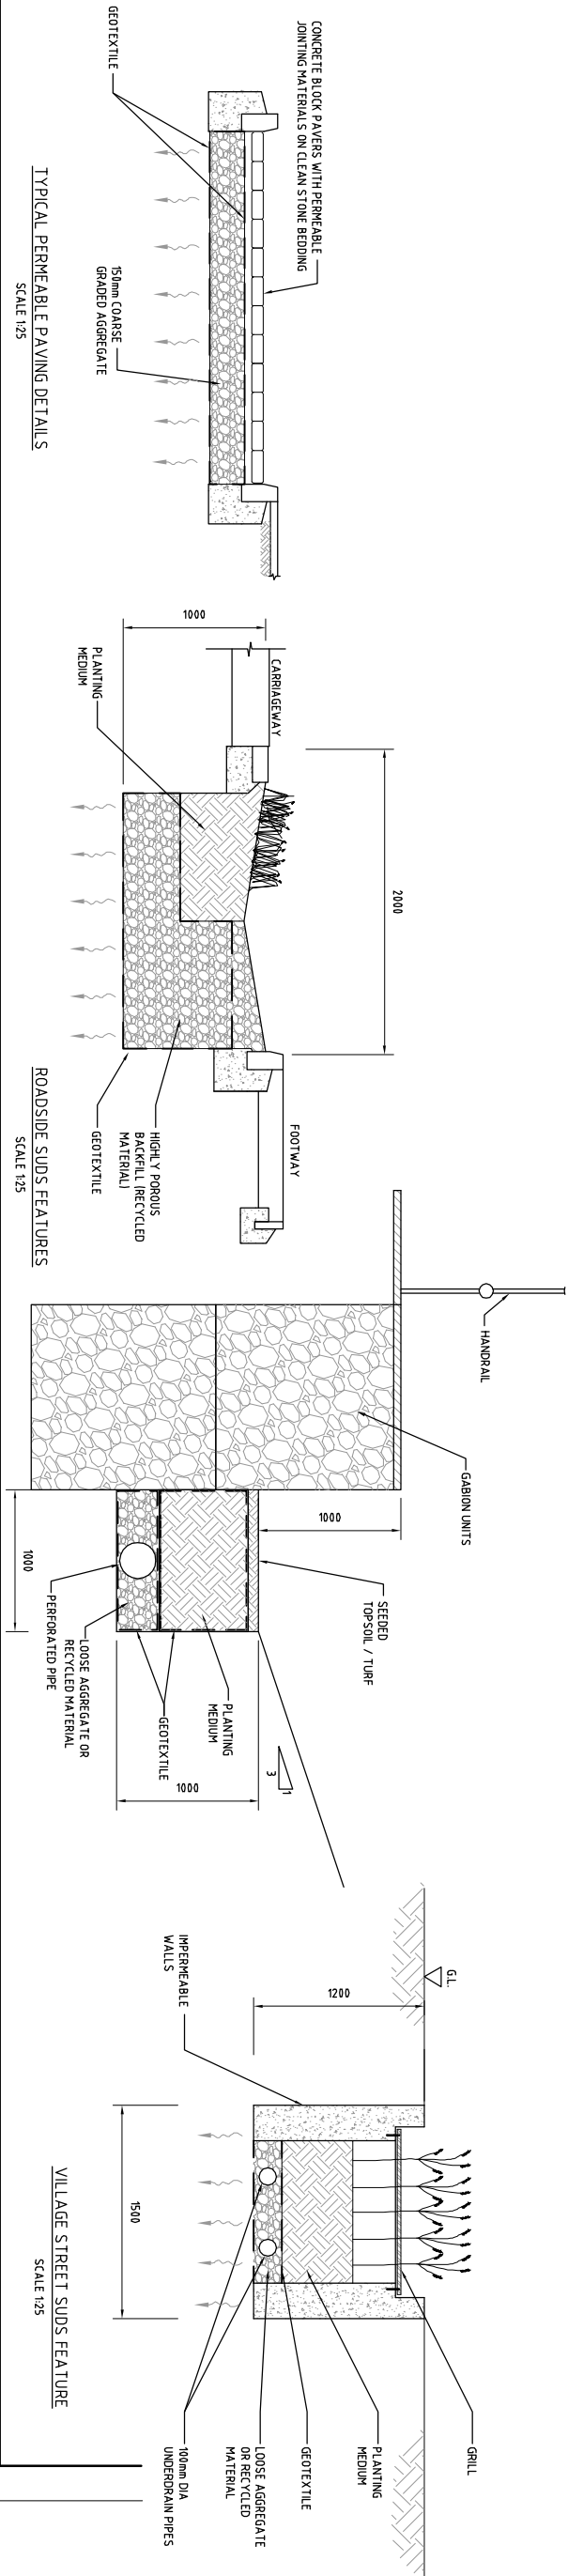 CONCRETE BLOCK PAVERS WITH PERMEABLE
JOINTING MATERIALS ON CLEAN STONE BEDDING
GEOTEXTILE
150mm COARSE
GRADED AGGREGATE
TYPICAL PERMEABLE PAVING DETAILS
SCALE 1:25
1000
PLANTING
MEDIUM
CARRIAGEWAY
2000
FOOTWAY
HIGHLY POROUS
BACKFILL (RECYCLED
MATERIAL)
GEOTEXTILE
ROADSIDE SUDS FEATURES
SCALE 1:25
HANDRAIL
GABION UNITS
1000
SEEDED
TOPSOIL / TURF
1000
PLANTING
MEDIUM
GEOTEXTILE
LOOSE AGGREGATE OR
RECYCLED MATERIAL
PERFORATED PIPE
1000
1
3
G.L.
1200
IMPERMEABLE
WALLS
1500
GRILL
PLANTING
MEDIUM
GEOTEXTILE
LOOSE AGGREGATE
OR RECYCLED
MATERIAL
100mm DIA
UNDERDRAIN PIPES
VILLAGE STREET SUDS FEATURE
SCALE 1:25